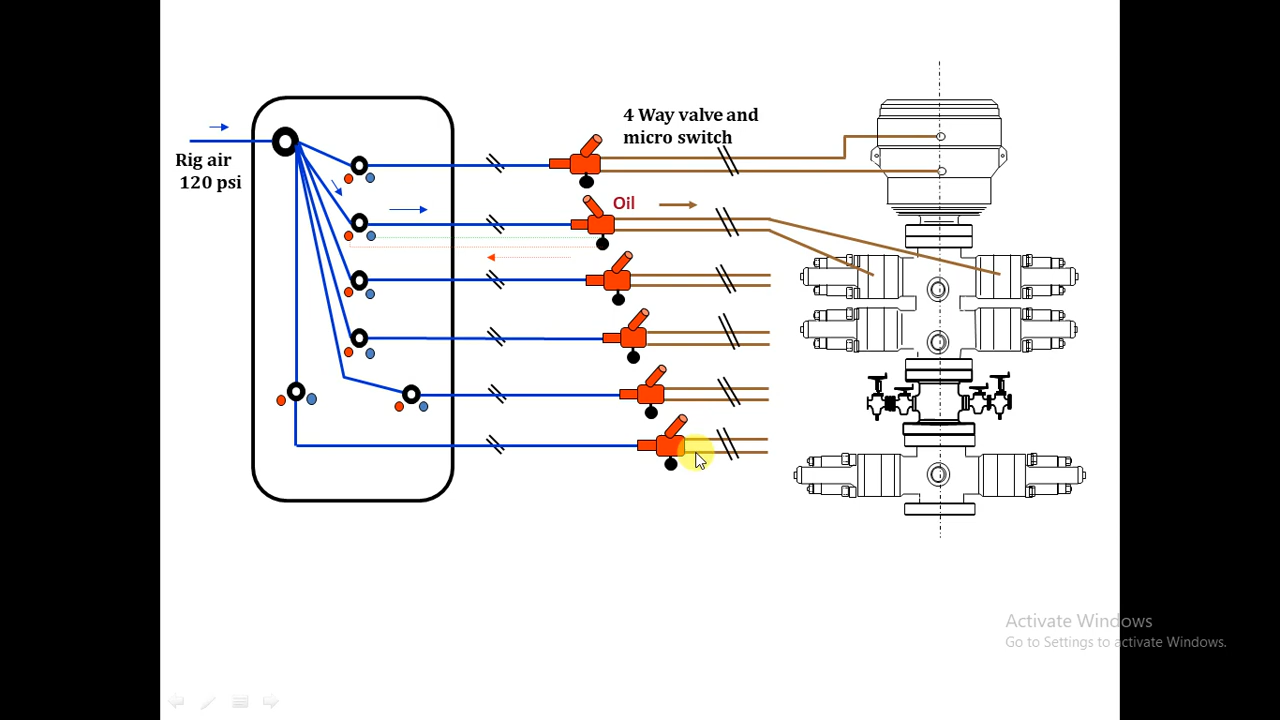 4 Way valve and
micro switch
Rig air
120 psi
Oil
Activate Windows
Go to Settings to activate Windows.